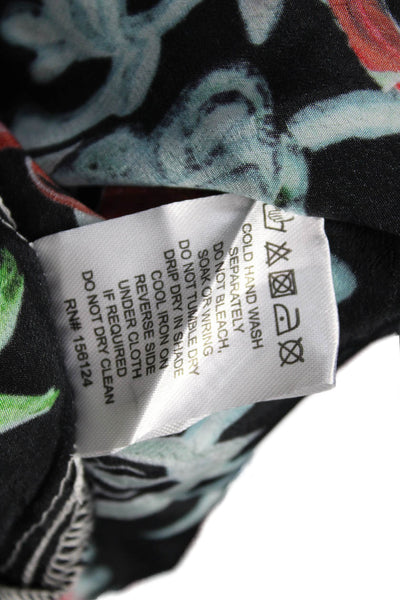 COLD HAND WASH
SEPARATELY
DO NOT BLEACH,
SOAK OR WRING
DO NOT TUMBLE DRY
DRIP DRY IN SHADE
COOL IRON ON
REVERSE SIDE
UNDER CLOTH
IF REQUIRED
DO NOT DRY CLEAN
RN# 156124